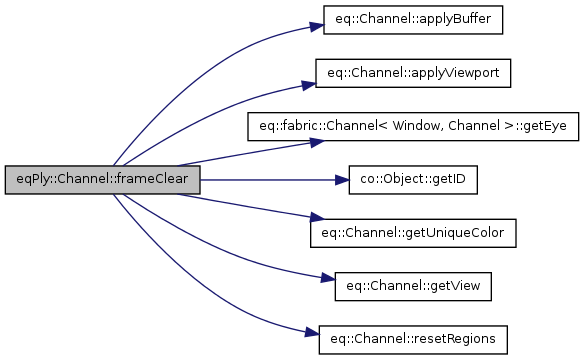 eq::Channel::applyBuffer
eq::Channel::applyViewport
eq::fabric::Channel< Window, Channel >::getEye
eqPly::Channel::frameClear
co::Object::getID
eq::Channel::getUniqueColor
eq::Channel::getView
eq::Channel::resetRegions